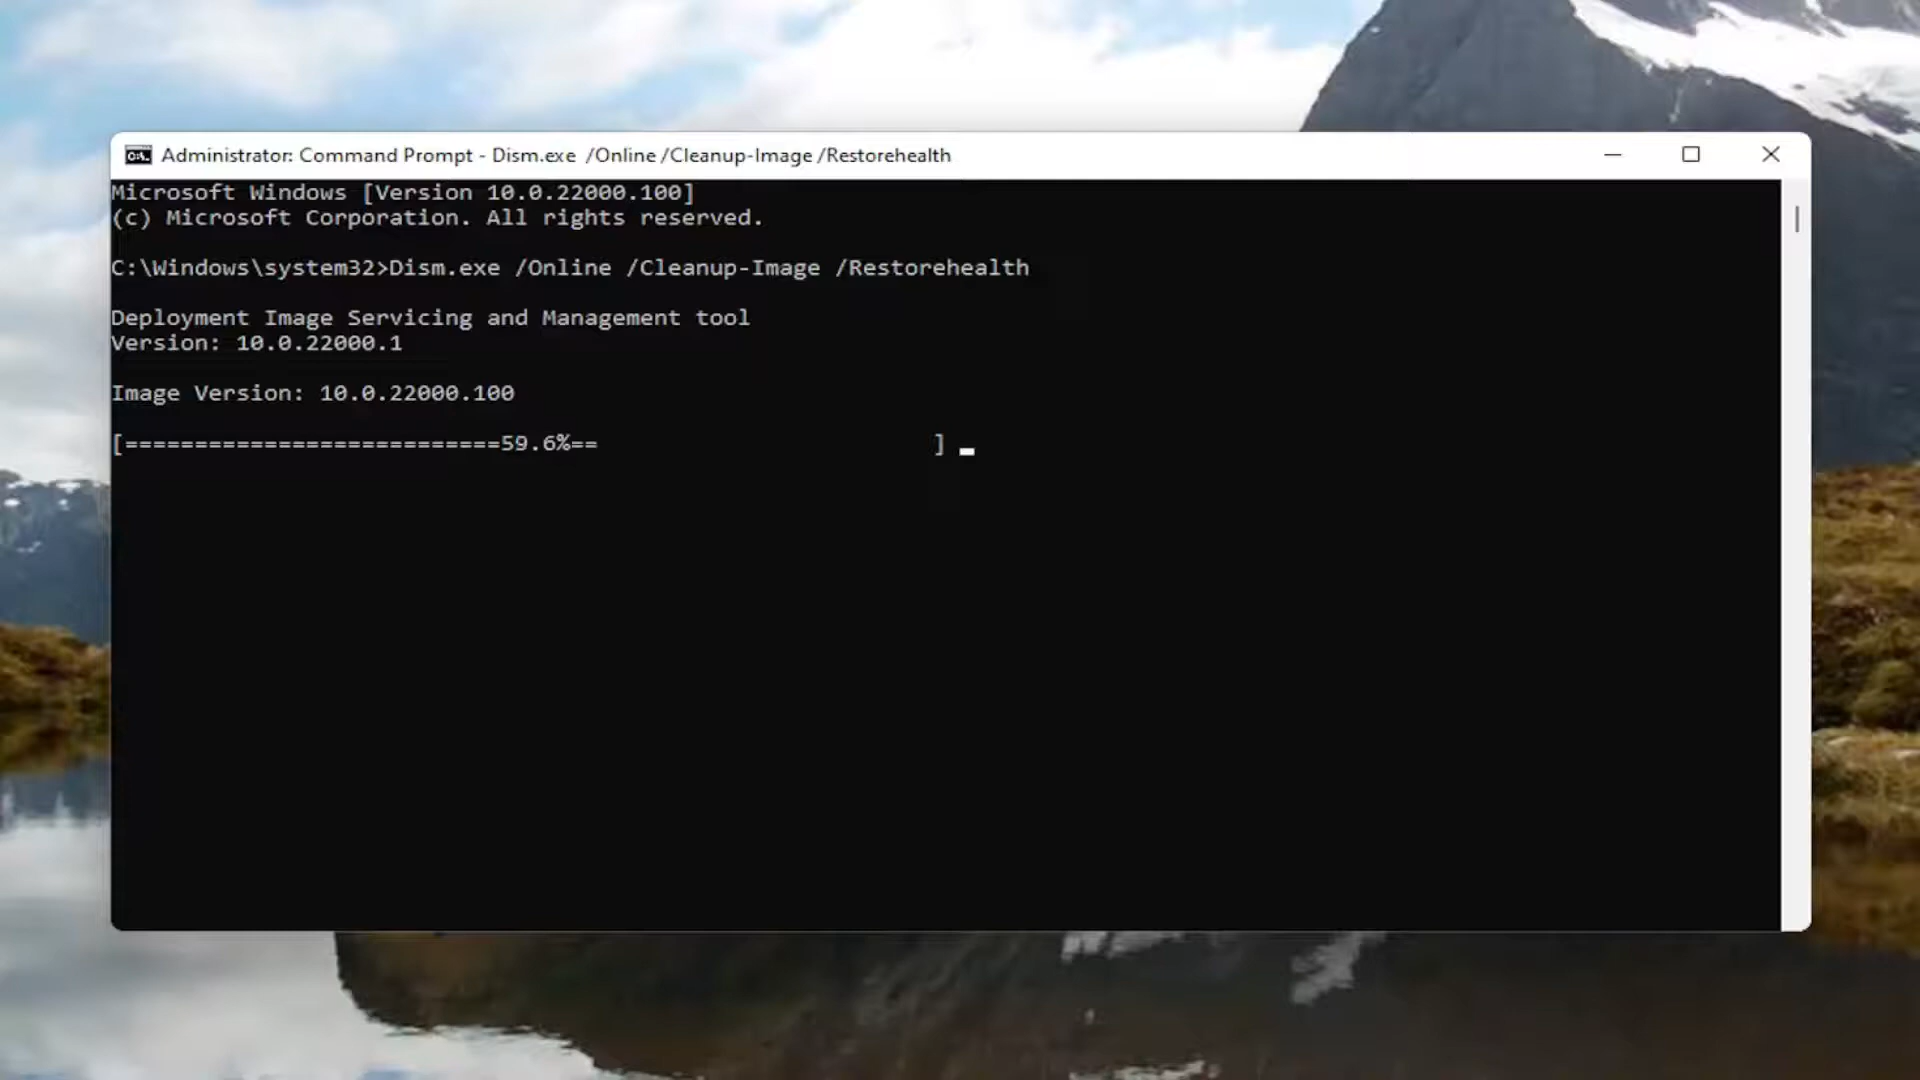 Administrator: Command Prompt - Dism.exe  /Online /Cleanup-Image /Restorehealth
Microsoft Windows [Version 10.0.22000.100]
(c) Microsoft Corporation. All rights reserved.
C:\Windows\system32>Dism.exe /Online /Cleanup-Image /Restorehealth
Deployment Image Servicing and Management tool
Version: 10.0.22000.1
Image Version: 10.0.22000.100
[===========================59.6%==                        ]